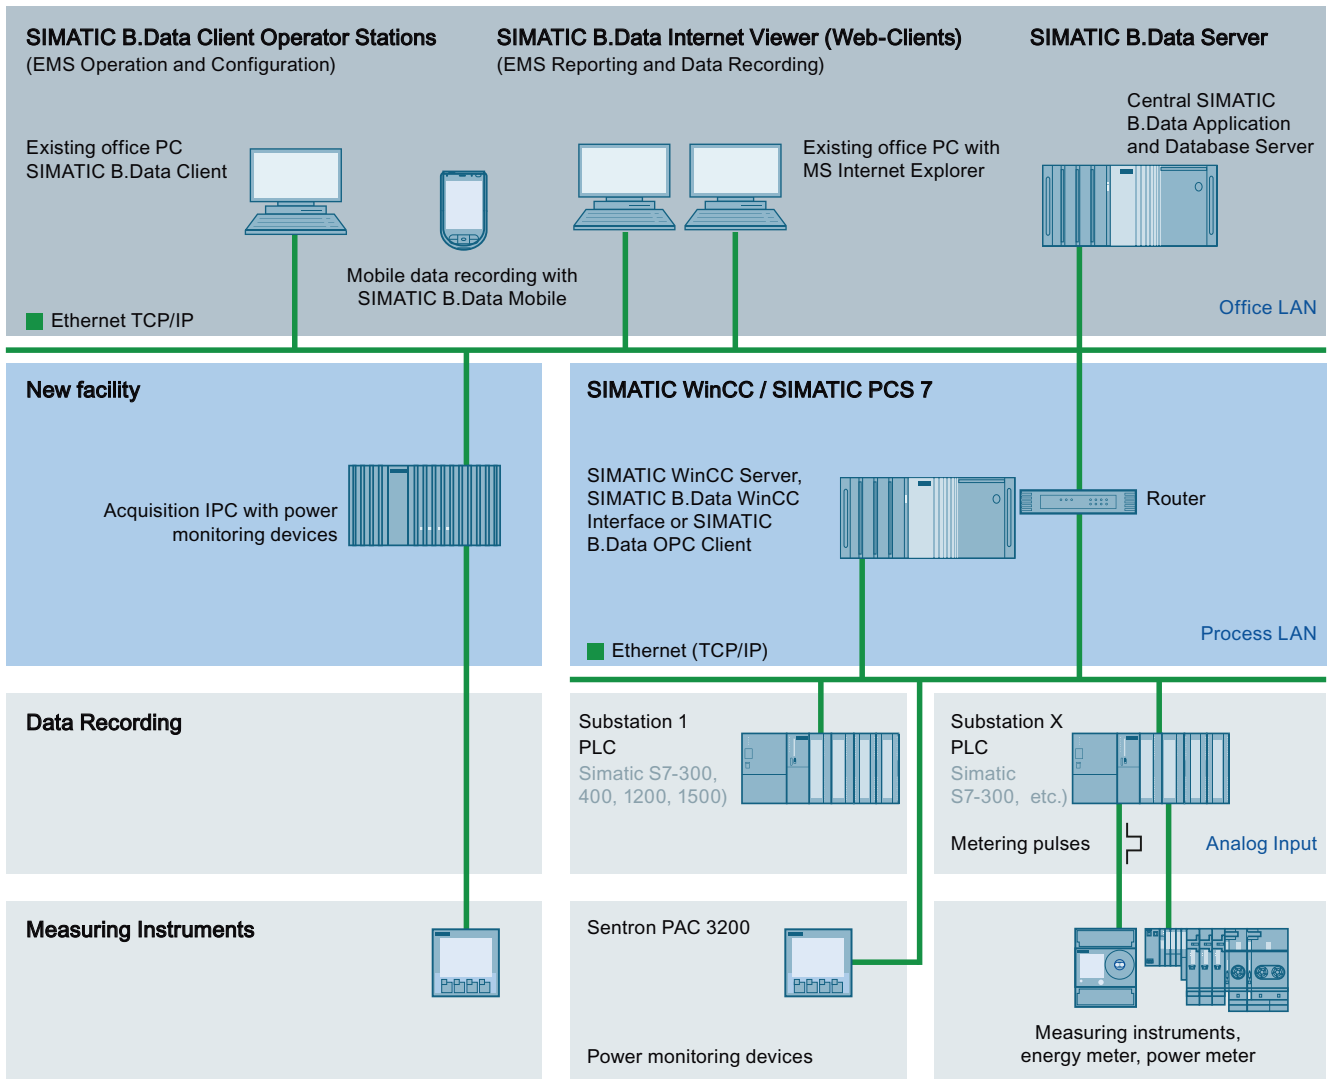 SIMATIC B.Data Client Operator Stations
(EMS Operation and Configuration)
SIMATIC B.Data Internet Viewer (Web-Clients)
(EMS Reporting and Data Recording)
SIMATIC B.Data Server
Central SIMATIC
B.Data Application
and Database Server
Existing office PC
SIMATIC B.Data Client
Existing office PC with
MS Internet Explorer
Mobile data recording with
SIMATIC B.Data Mobile
Ethernet TCP/IP
Office LAN
New facility
Acquisition IPC with power
monitoring devices
SIMATIC WinCC / SIMATIC PCS 7
SIMATIC WinCC Server,
SIMATIC B.Data WinCC
Interface or SIMATIC
B.Data OPC Client
Router
Process LAN
Ethernet (TCP/IP)
Data Recording
Substation 1
PLC
Simatic S7-300,
400, 1200, 1500)
Substation X
PLC
Simatic
S7-300, etc.)
Metering pulses
Analog Input
Measuring Instruments
Sentron PAC 3200
Power monitoring devices
Measuring instruments,
energy meter, power meter